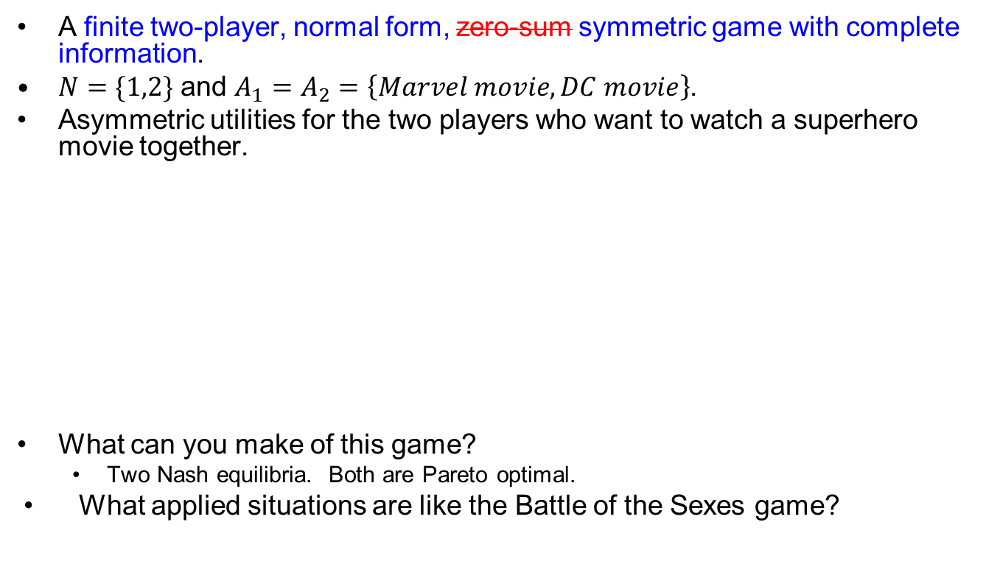 • A finite two-player, normal form, zero-sum symmetric game with complete
information.
• N = {1,2} and A₁ = A₂ = {Marvel movie, DC movie}.
• Asymmetric utilities for the two players who want to watch a superhero
movie together.
• What can you make of this game?
• Two Nash equilibria. Both are Pareto optimal.
• What applied situations are like the Battle of the Sexes game?